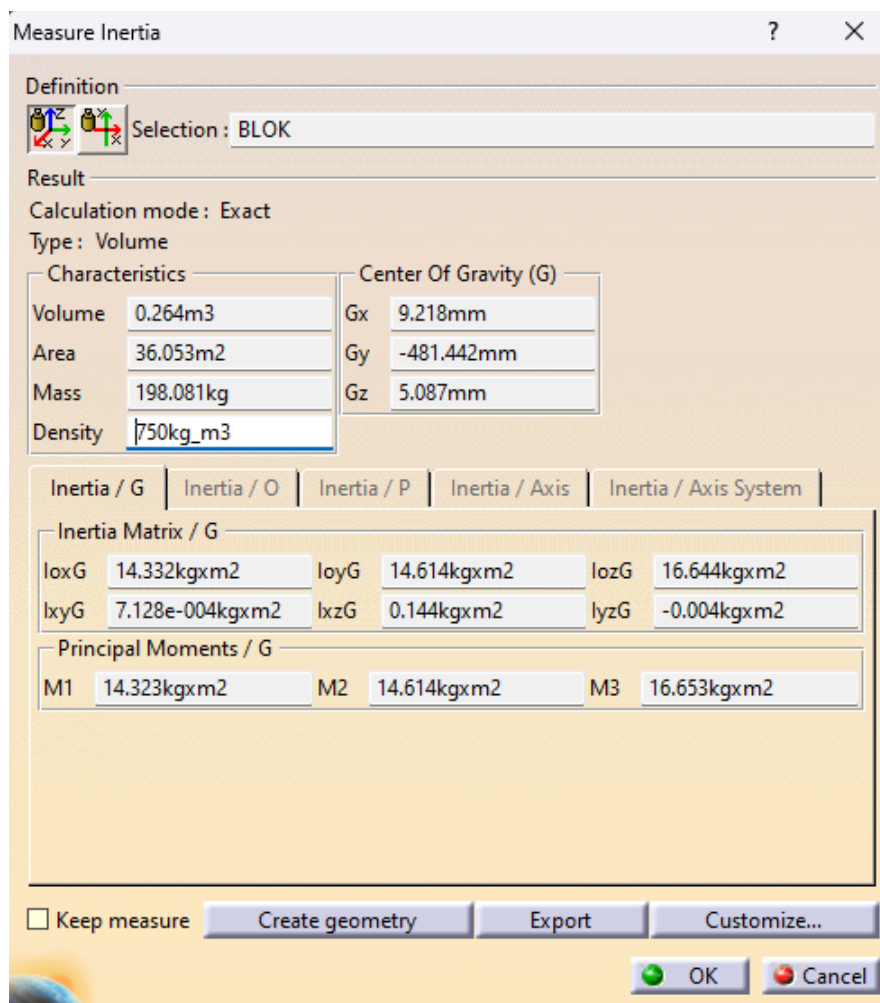 Measure Inertia ? X
Definition
Selection : BLOK
Result
Calculation mode : Exact
Type : Volume
Characteristics
Volume 0.264m3
Area 36.053m2
Mass 198.081kg
Density 750kg_m3
Center Of Gravity (G)
Gx 9.218mm
Gy -481.442mm
Gz 5.087mm
Inertia / G Inertia / O Inertia / P Inertia / Axis Inertia / Axis System
Inertia Matrix / G
IoxG 14.332kgxm2 IoyG 14.614kgxm2 IozG 16.644kgxm2
IxyG 7.128e-004kgxm2 IxzG 0.144kgxm2 IyzG -0.004kgxm2
Principal Moments / G
M1 14.323kgxm2 M2 14.614kgxm2 M3 16.653kgxm2
Keep measure Create geometry Export Customize...
OK Cancel